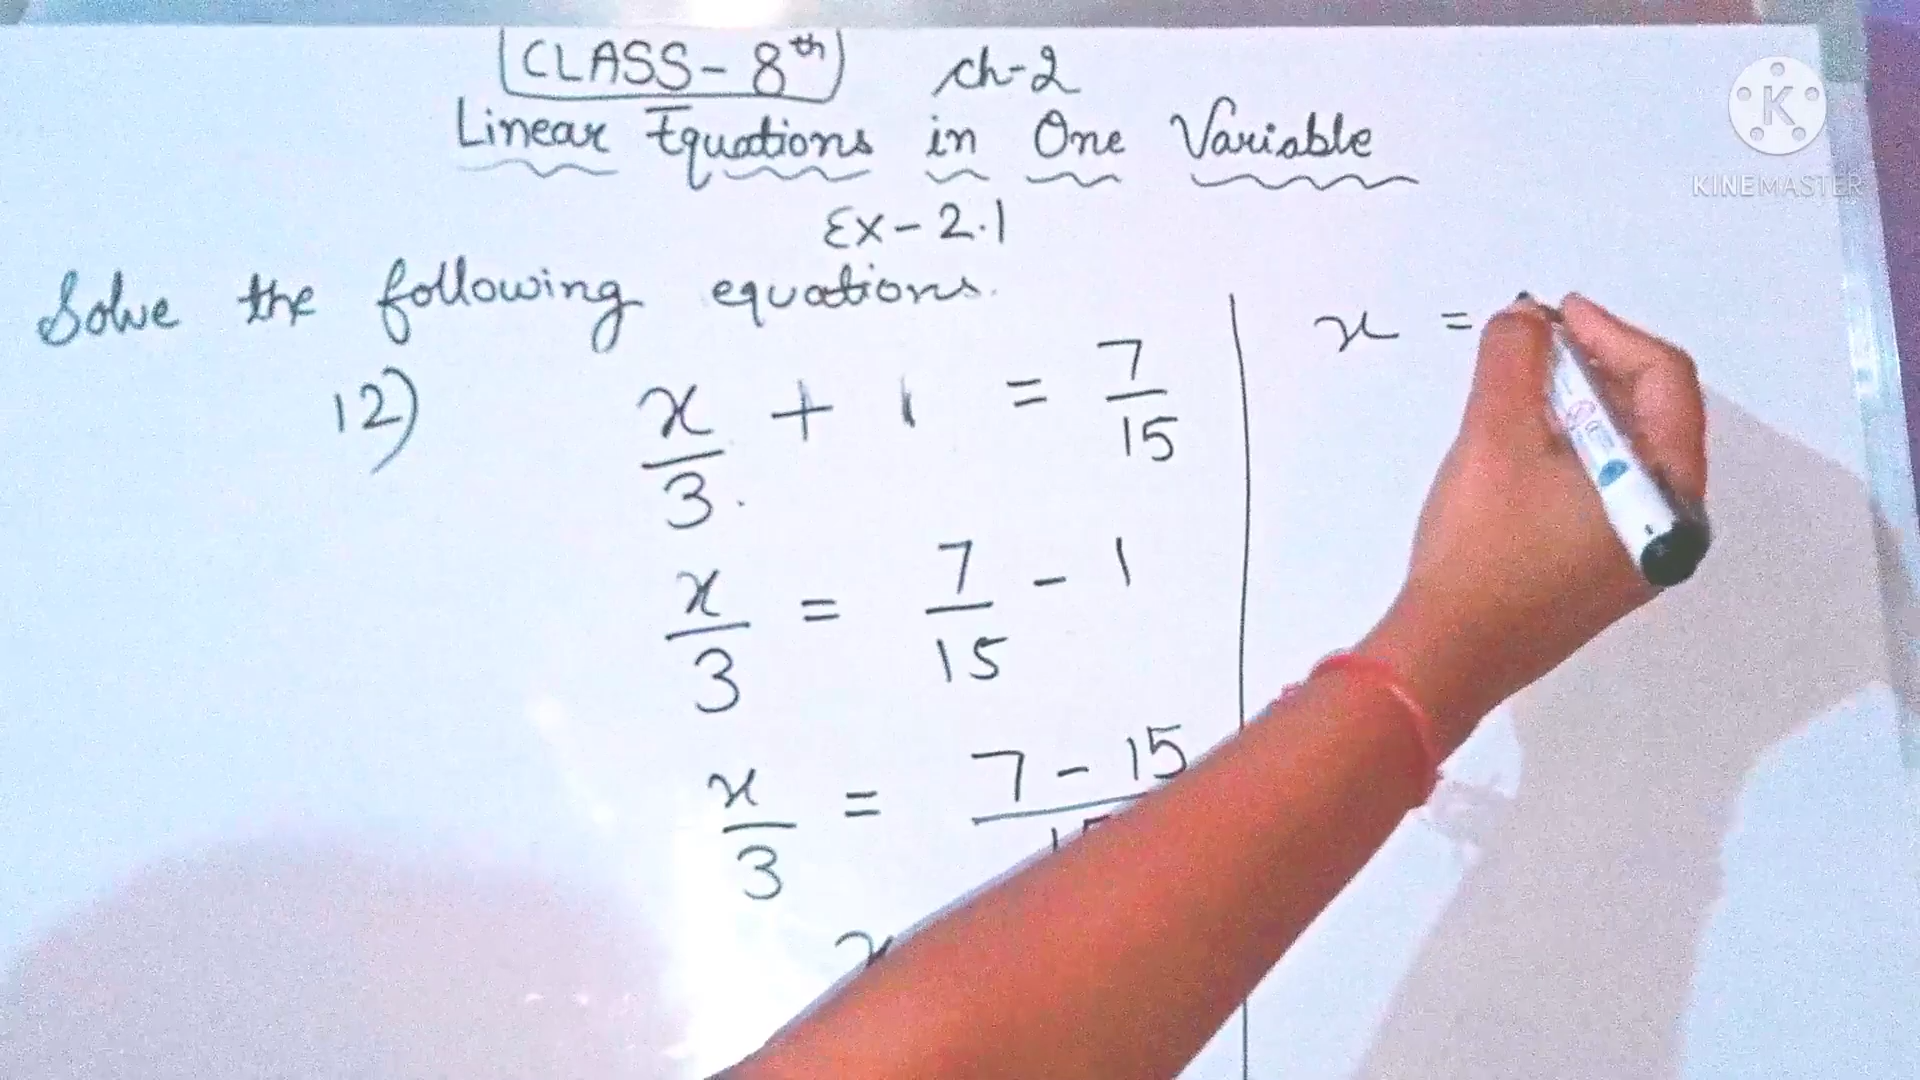 CLASS - 8th ch-2
Linear Equations in One Variable
Ex - 2.1
Solve the following equations.
12) x/3 + 1 = 7/15
x/3 = 7/15 - 1
x/3 = 7 - 15/15
x
x =
K
KINEMASTER